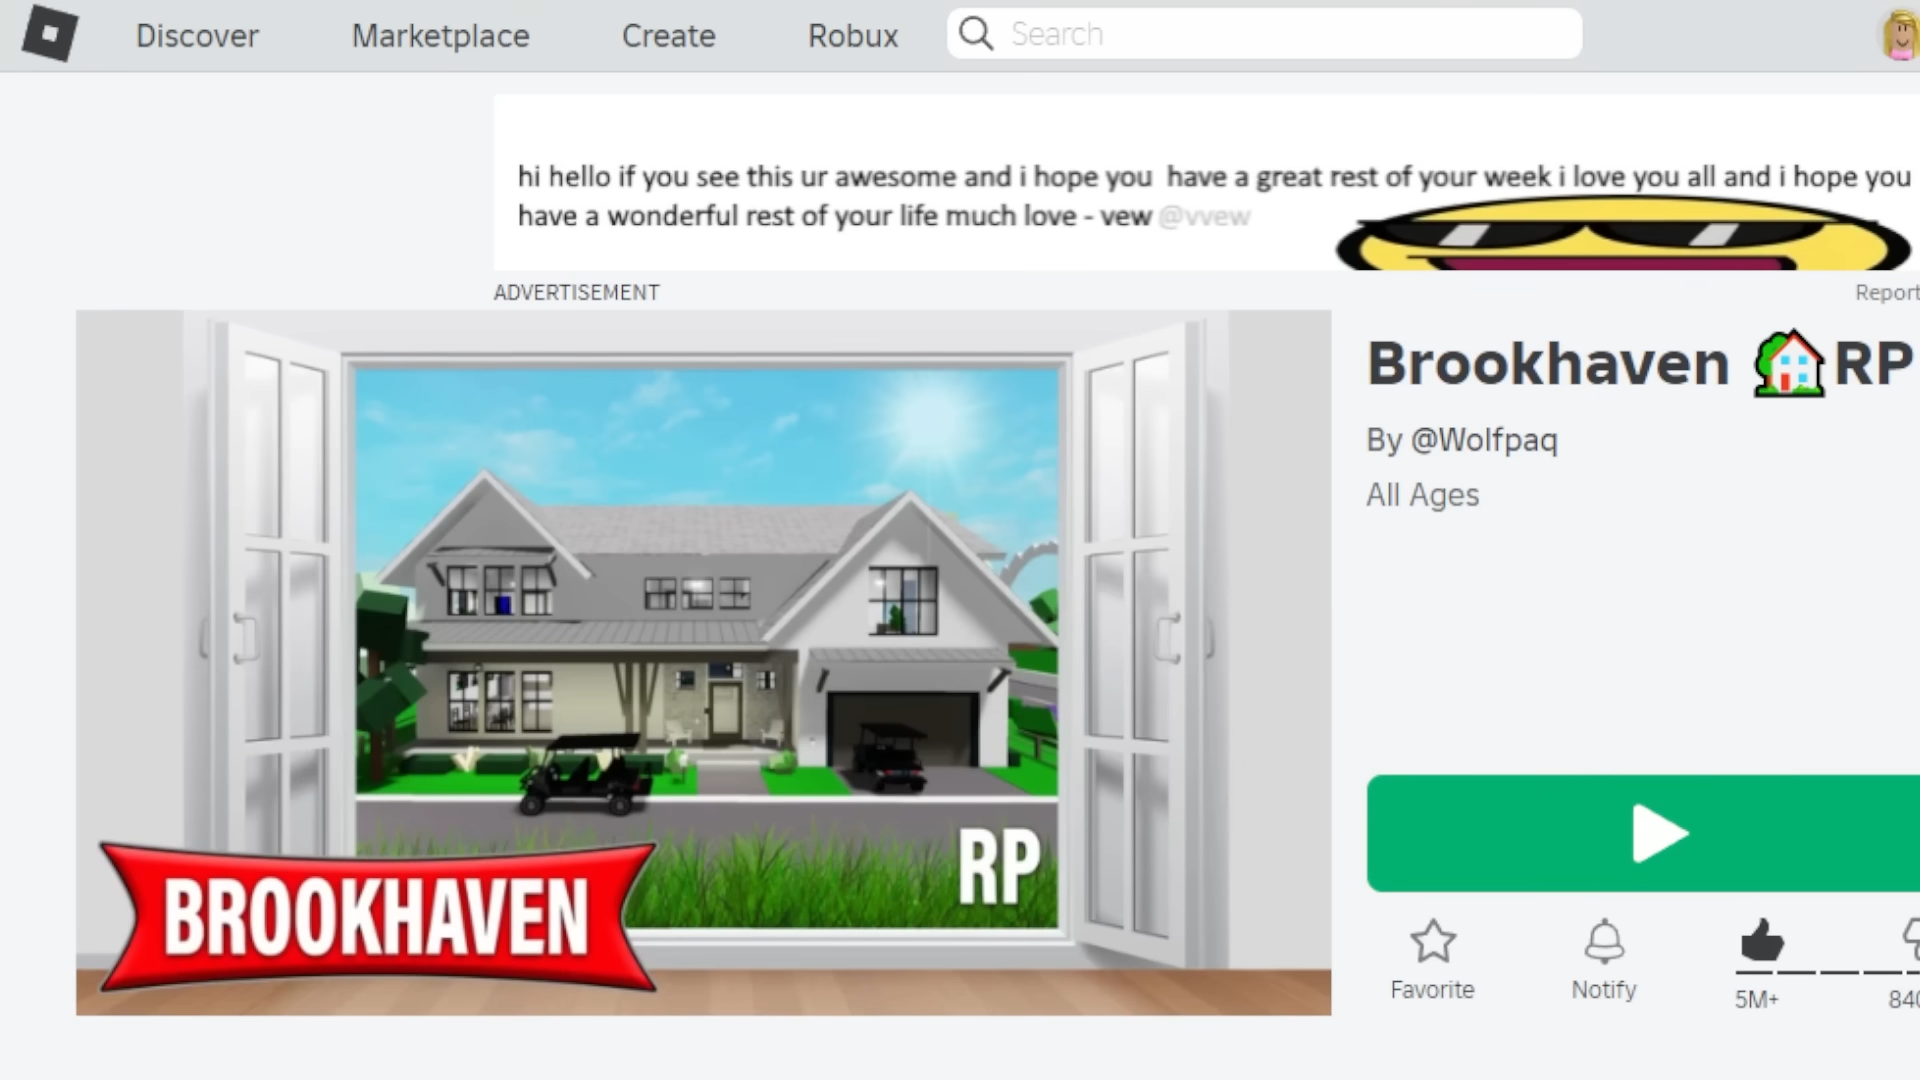 Discover
Marketplace
Create
Robux
Search
hi hello if you see this ur awesome and i hope you  have a great rest of your week i love you all and i hope you
have a wonderful rest of your life much love - vew @vvew
ADVERTISEMENT
Report
Brookhaven 🏡RP
By @Wolfpaq
All Ages
RP
BROOKHAVEN
Favorite
Notify
5M+